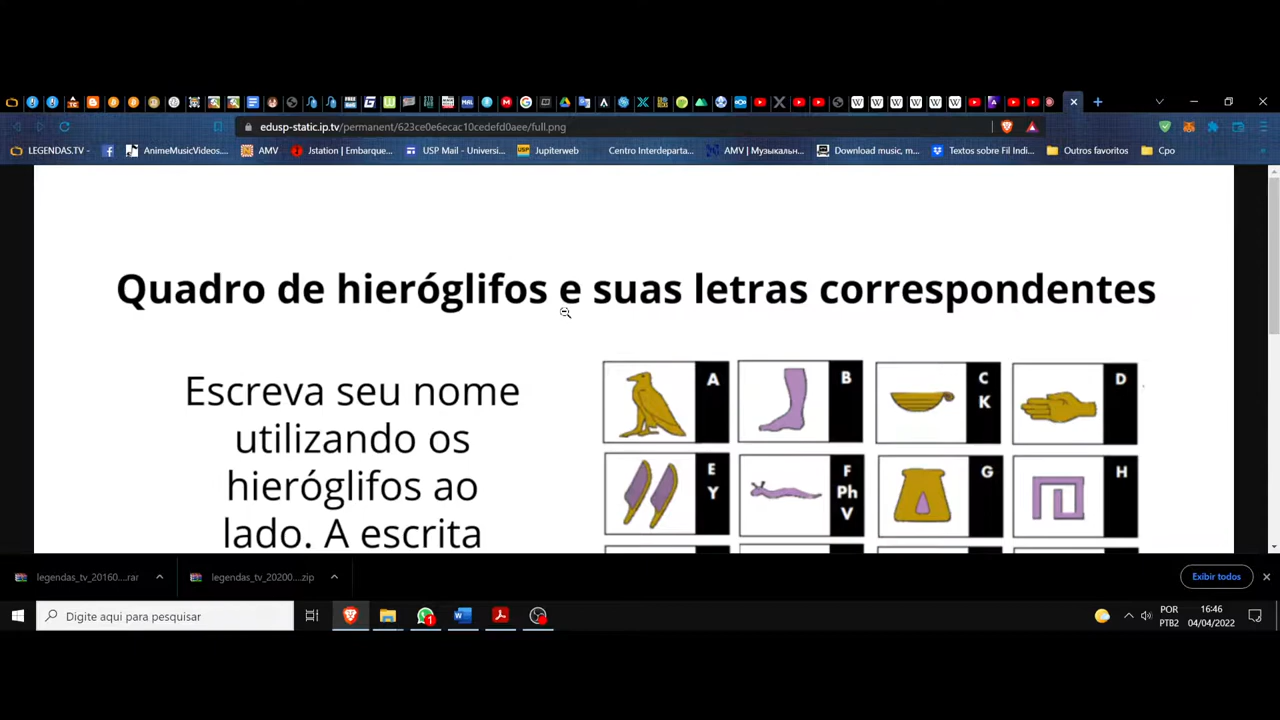 edusp-static.ip.tv/permanent/623ce0e6ecac10cedefd0aee/full.png
LEGENDAS.TV
AnimeMusicVideos...
AMV
Jstation | Embarque...
USP Mail - Universi...
Jupiterweb
Centro Interdeparta...
AMV | Музыкальн...
Download music, m...
Textos sobre Fil Indi...
Outros favoritos
Cpo
Quadro de hieróglifos e suas letras correspondentes
Escreva seu nome
utilizando os
hieróglifos ao
lado. A escrita
A
B
C
K
D
E
Y
F
Ph
V
G
H
legendas_tv_20160....rar
legendas_tv_20200....zip
Exibir todos
Digite aqui para pesquisar
1
POR
PTB2
16:46
04/04/2022